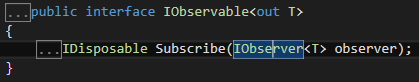 ...public interface IObservable<out T>
{
...IDisposable Subscribe(IObserver<T> observer);
}